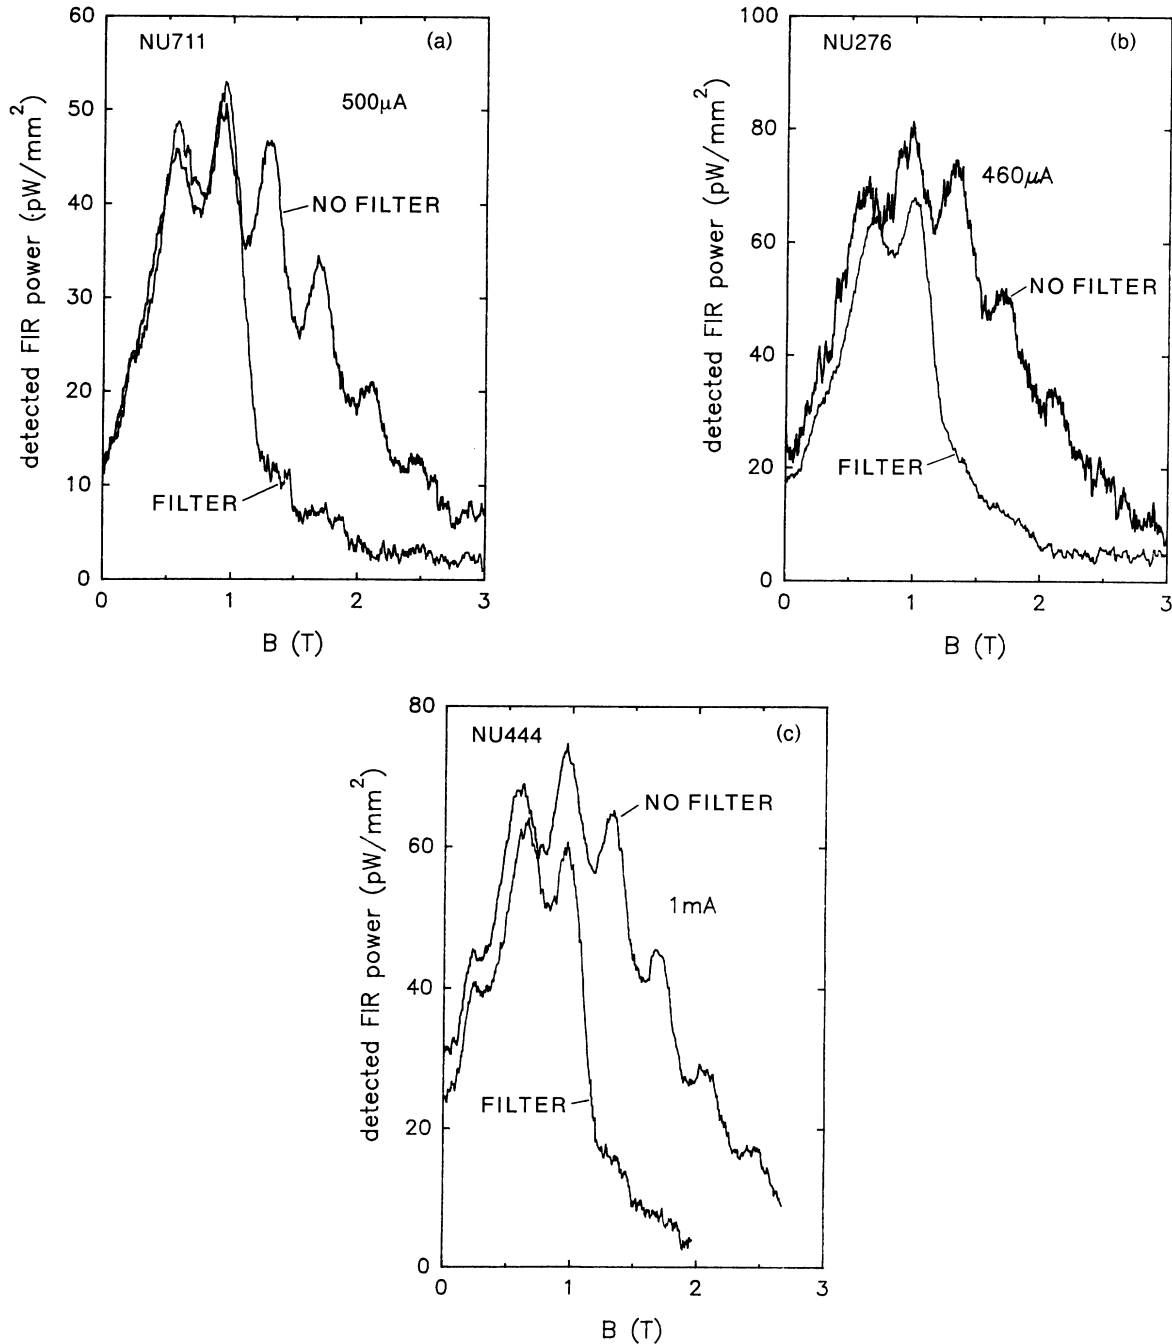 NU711
(a)
500μA
NO FILTER
FILTER
60
50
40
30
20
10
0
0 1 2 3
B (T)
detected FIR power (pW/mm²)
NU276
(b)
460μA
NO FILTER
FILTER
100
80
60
40
20
0
0 1 2 3
B (T)
detected FIR power (pW/mm²)
NU444
(c)
NO FILTER
1mA
FILTER
80
60
40
20
0
0 1 2 3
B (T)
detected FIR power (pW/mm²)